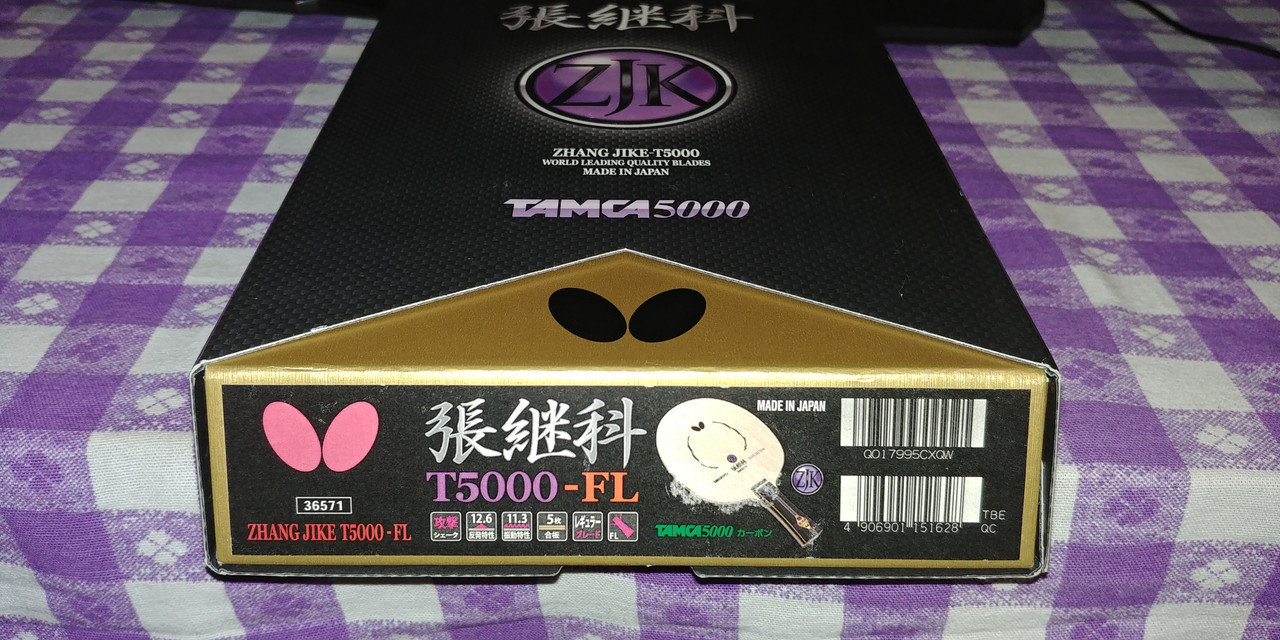 張継科
ZJK
ZHANG JIKE-T5000
WORLD LEADING QUALITY BLADES
MADE IN JAPAN
TAMCA5000
張継科
T5000-FL
36571
ZHANG JIKE T5000-FL
攻撃
シェーク
12.6
反発特性
11.3
振動特性
5枚
合板
レギュラー
ブレード
FL
MADE IN JAPAN
ZJK
TAMCA5000 カーボン
Q017995CXQW
4 906901 151628
TBE
QC